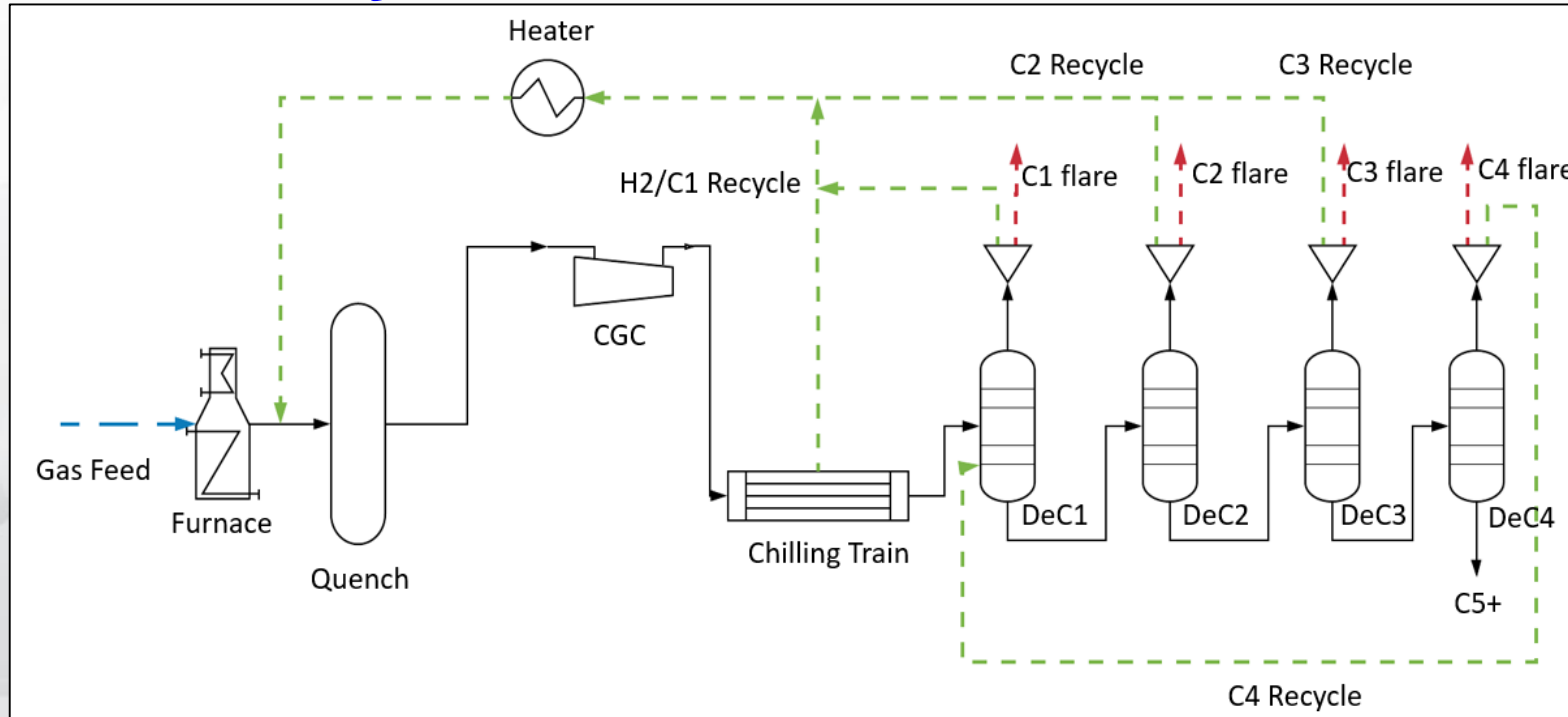 Heater
C2 Recycle
C3 Recycle
H2/C1 Recycle
C1 flare
C2 flare
C3 flare
C4 flare
CGC
Gas Feed
Furnace
Quench
Chilling Train
DeC1
DeC2
DeC3
DeC4
C5+
C4 Recycle